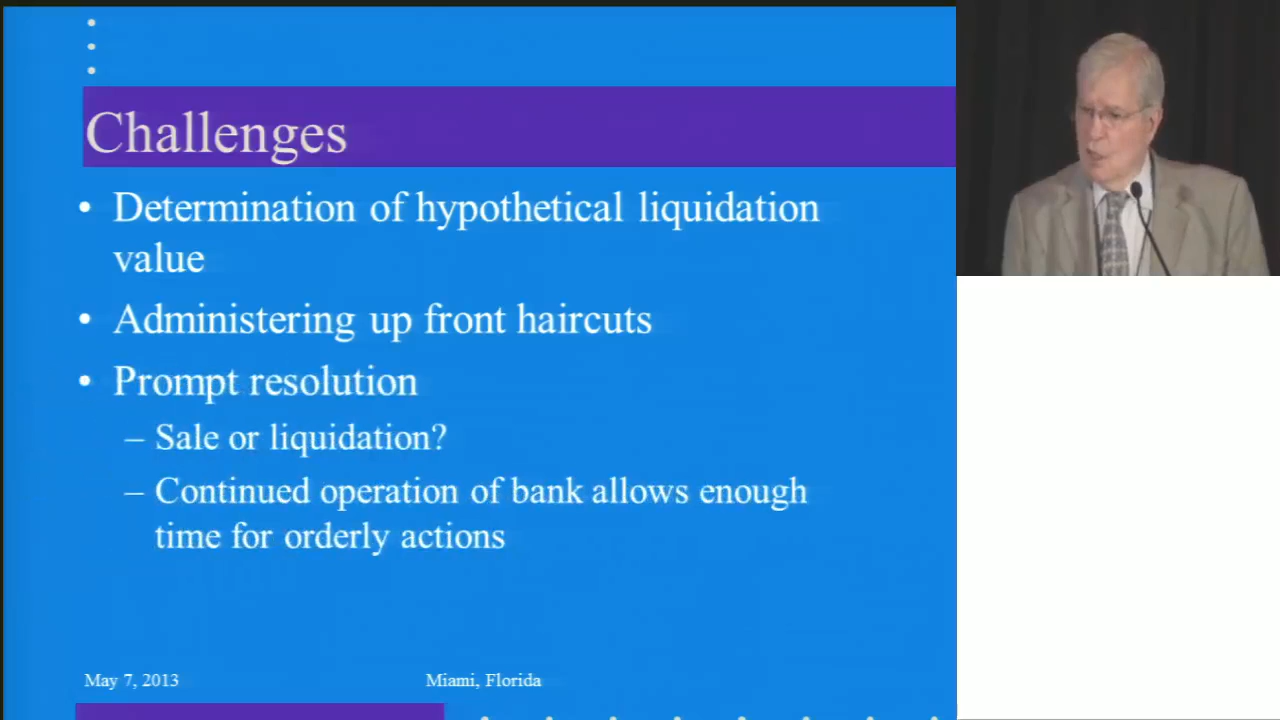 Challenges
• Determination of hypothetical liquidation
value
• Administering up front haircuts
• Prompt resolution
– Sale or liquidation?
– Continued operation of bank allows enough
time for orderly actions
May 7, 2013 Miami, Florida